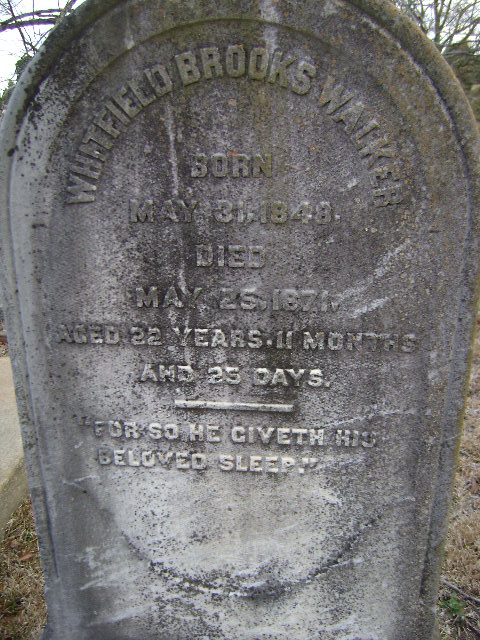 WHITFIELD BROOKS WALKER
BORN
MAY 31, 1848.
DIED
MAY 25, 1871.
AGED 22 YEARS. 11 MONTHS
AND 25 DAYS.
"FOR SO HE GIVETH HIS
BELOVED SLEEP."